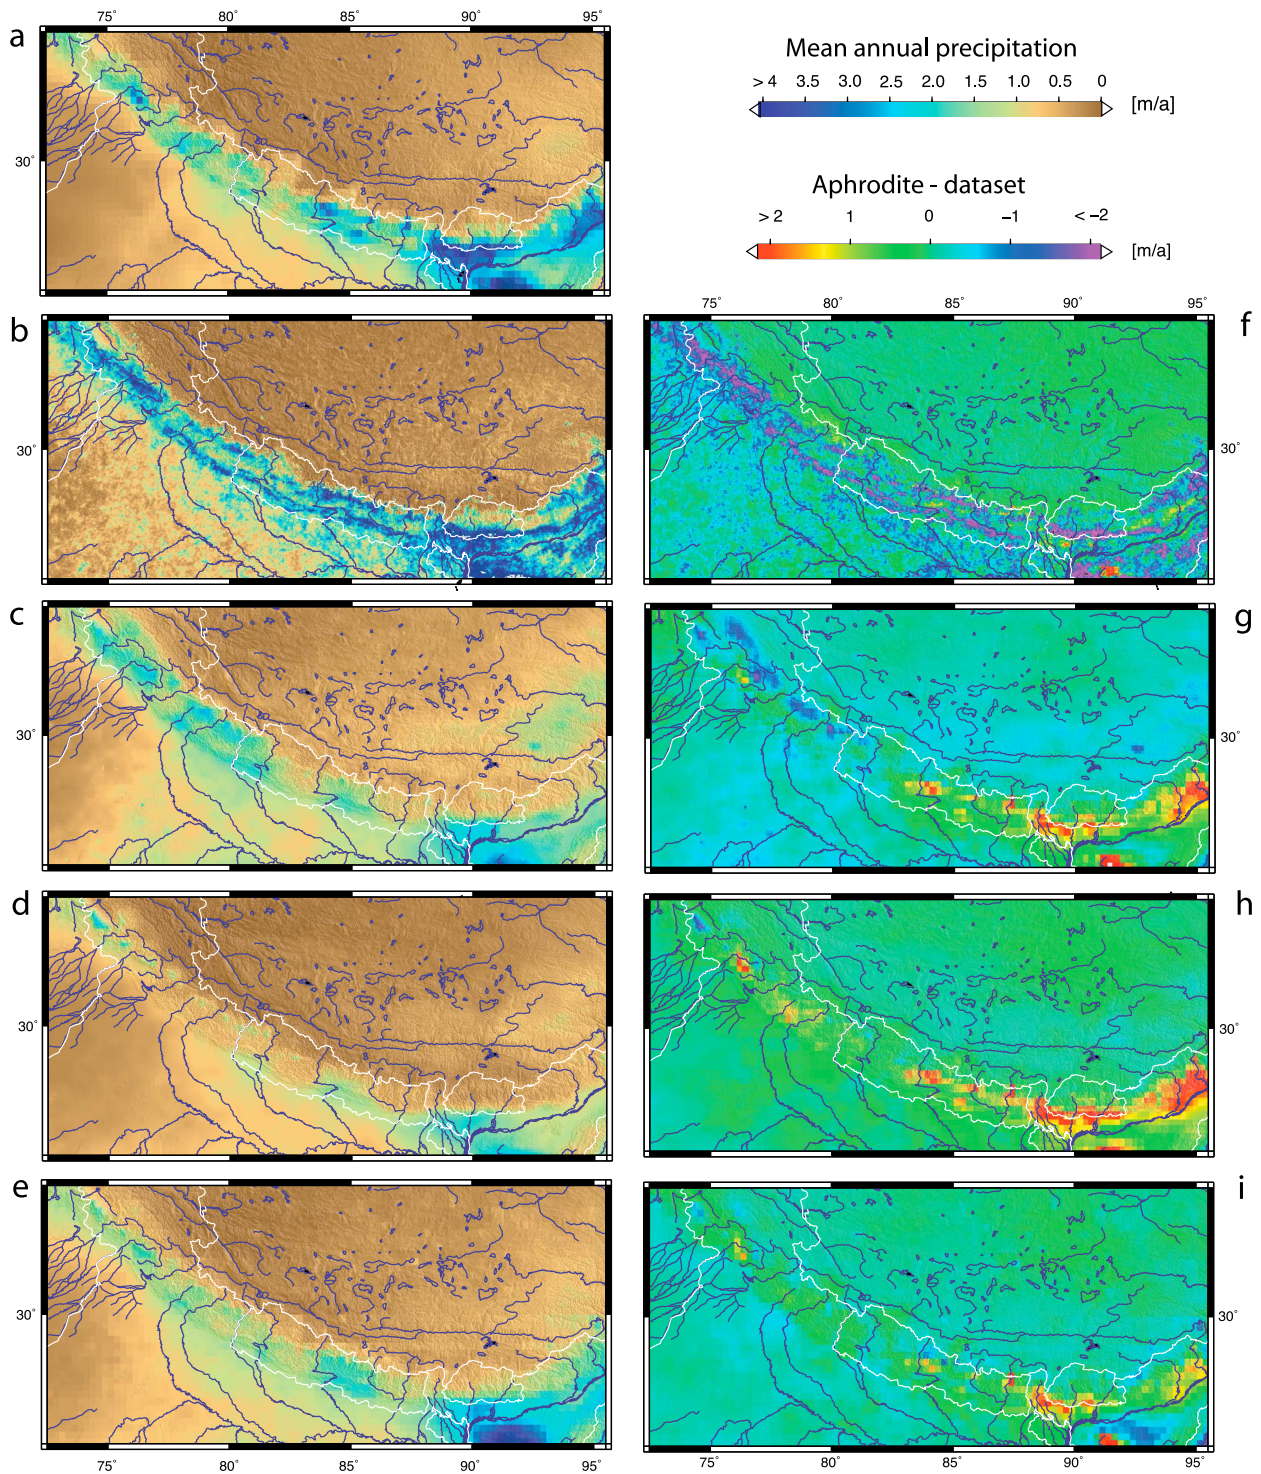 75° 80° 85° 90° 95°
a
30°
Mean annual precipitation
> 4 3.5 3.0 2.5 2.0 1.5 1.0 0.5 0
[m/a]
Aphrodite - dataset
> 2 1 0 −1 < −2
[m/a]
75° 80° 85° 90° 95°
b
30°
f
30°
c
30°
g
30°
d
30°
h
30°
e
30°
i
30°
75° 80° 85° 90° 95°
75° 80° 85° 90° 95°